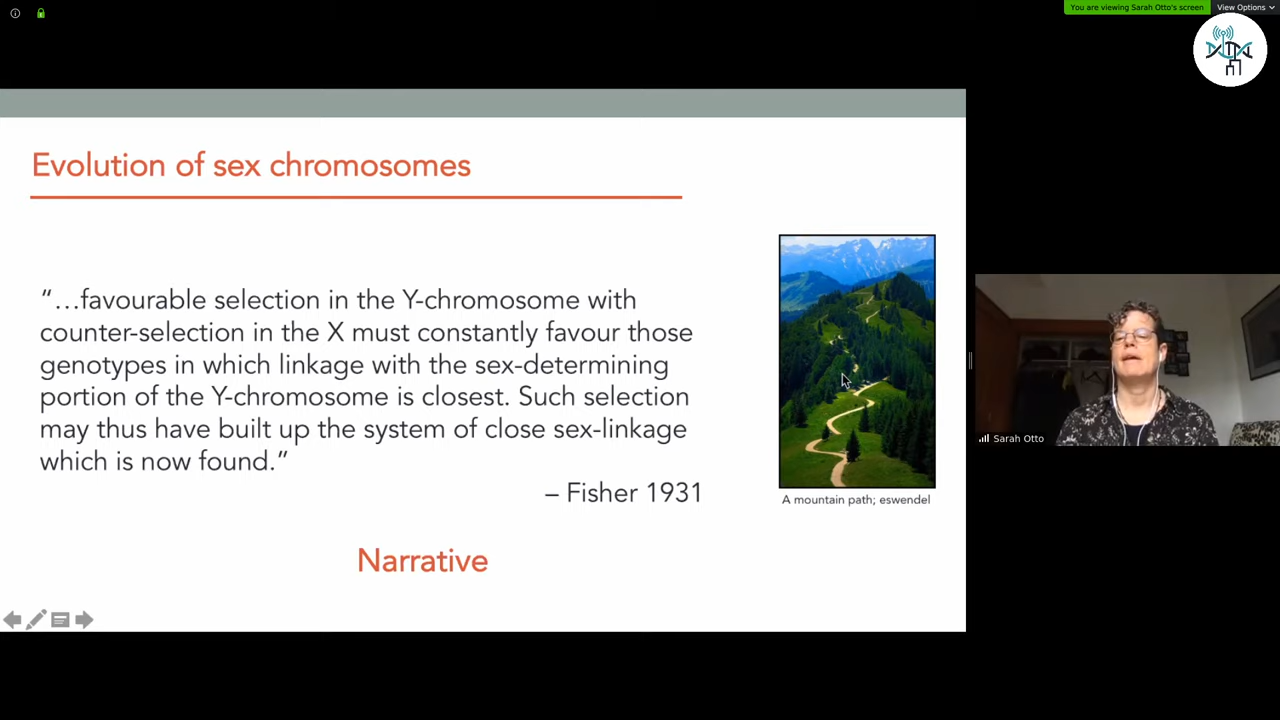 You are viewing Sarah Otto's screen
View Options
Evolution of sex chromosomes
“…favourable selection in the Y-chromosome with
counter-selection in the X must constantly favour those
genotypes in which linkage with the sex-determining
portion of the Y-chromosome is closest. Such selection
may thus have built up the system of close sex-linkage
which is now found.”
– Fisher 1931
Narrative
A mountain path; eswendel
Sarah Otto